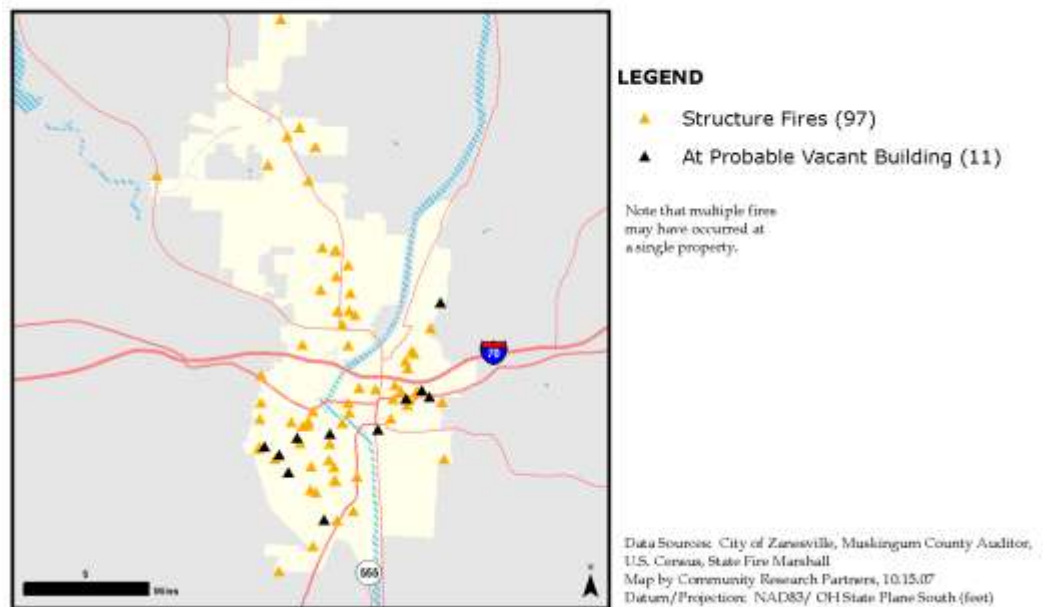 LEGEND
Structure Fires (97)
At Probable Vacant Building (11)
Note that multiple fires
may have occurred at
a single property.
70
555
Miles
Data Sources: City of Zanesville, Muskingum County Auditor,
U.S. Census, State Fire Marshall
Map by Community Research Partners, 10.15.07
Datum/Projection: NAD83/ OH State Plane South (feet)